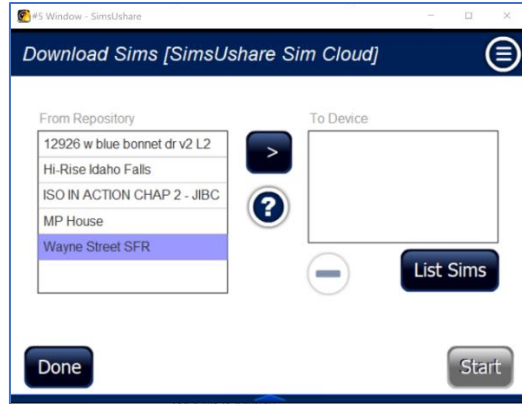 #5 Window - SimsUshare
Download Sims [SimsUshare Sim Cloud]
From Repository
To Device
12926 w blue bonnet dr v2 L2
Hi-Rise Idaho Falls
ISO IN ACTION CHAP 2 - JIBC
MP House
Wayne Street SFR
>
?
List Sims
Done
Start